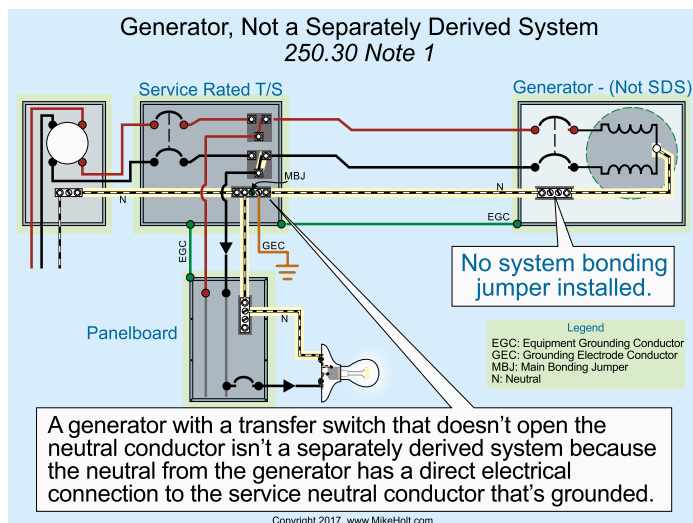 Generator, Not a Separately Derived System
250.30 Note 1
Service Rated T/S
Generator - (Not SDS)
MBJ
N
N
EGC
EGC
GEC
No system bonding
jumper installed.
Panelboard
N
Legend
EGC: Equipment Grounding Conductor
GEC: Grounding Electrode Conductor
MBJ: Main Bonding Jumper
N: Neutral
A generator with a transfer switch that doesn't open the
neutral conductor isn't a separately derived system because
the neutral from the generator has a direct electrical
connection to the service neutral conductor that's grounded.
Copyright 2017, www.MikeHolt.com